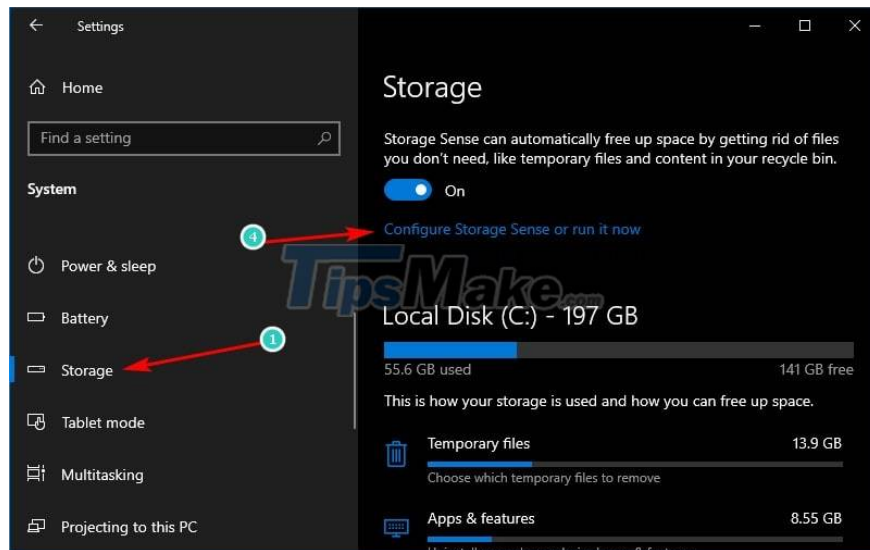 Settings
Home
Find a setting
System
Power & sleep
Battery
Storage
Tablet mode
Multitasking
Projecting to this PC
1
4
Storage
Storage Sense can automatically free up space by getting rid of files
you don't need, like temporary files and content in your recycle bin.
On
Configure Storage Sense or run it now
TipsMake.com
Local Disk (C:) - 197 GB
55.6 GB used
141 GB free
This is how your storage is used and how you can free up space.
Temporary files
13.9 GB
Choose which temporary files to remove
Apps & features
8.55 GB